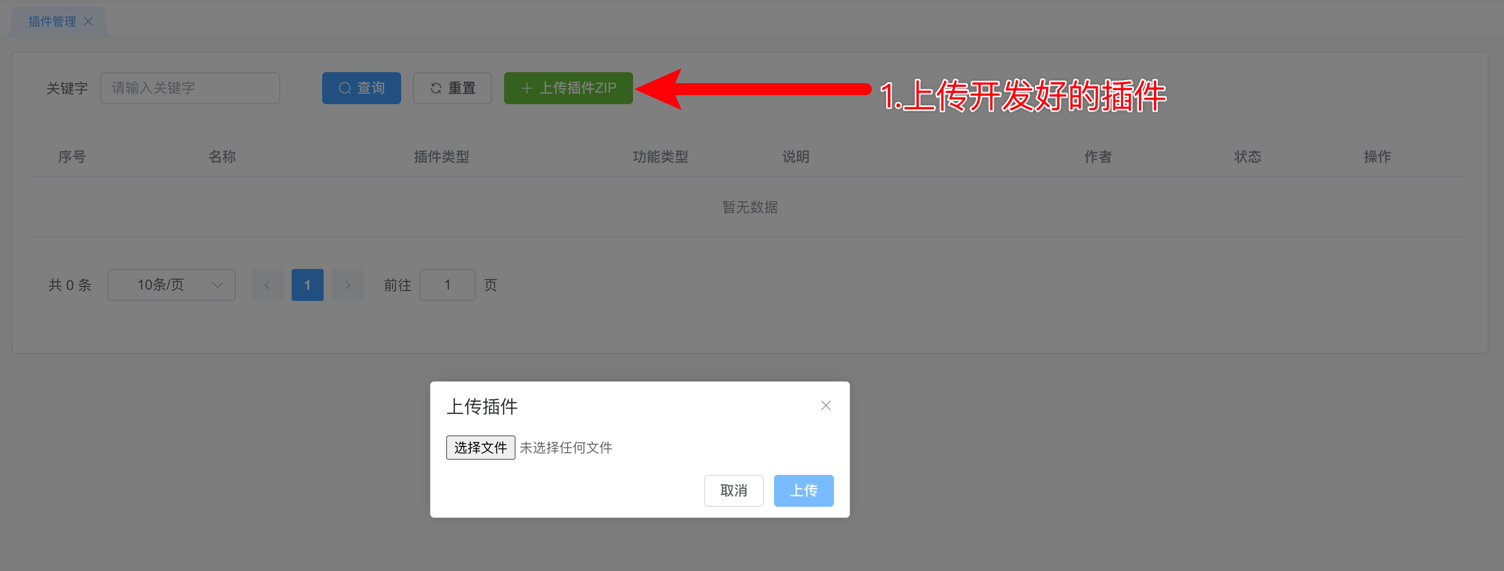 插件管理
关键字 请输入关键字 查询 重置 上传插件ZIP
1.上传开发好的插件
序号 名称 插件类型 功能类型 说明 作者 状态 操作
暂无数据
共 0 条 10条/页 1 前往 1 页
上传插件
选择文件 未选择任何文件
取消 上传